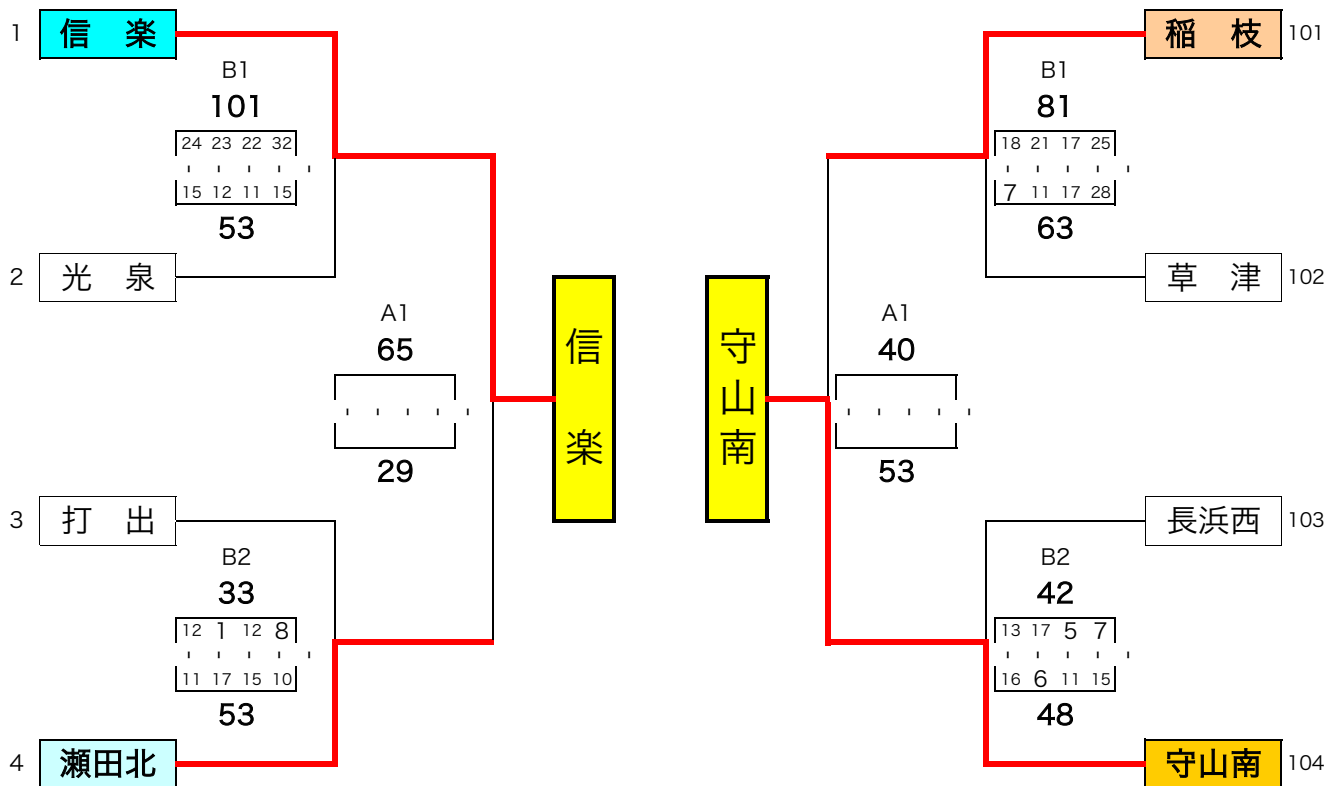 1 信 楽
B1
101
24 23 22 32
15 12 11 15
53
2 光 泉
A1
65
29
信楽
3 打 出
B2
33
12 1 12 8
11 17 15 10
53
4 瀬田北
稲 枝 101
B1
81
18 21 17 25
7 11 17 28
63
草 津 102
守山南
A1
40
53
長浜西 103
B2
42
13 17 5 7
16 6 11 15
48
守山南 104